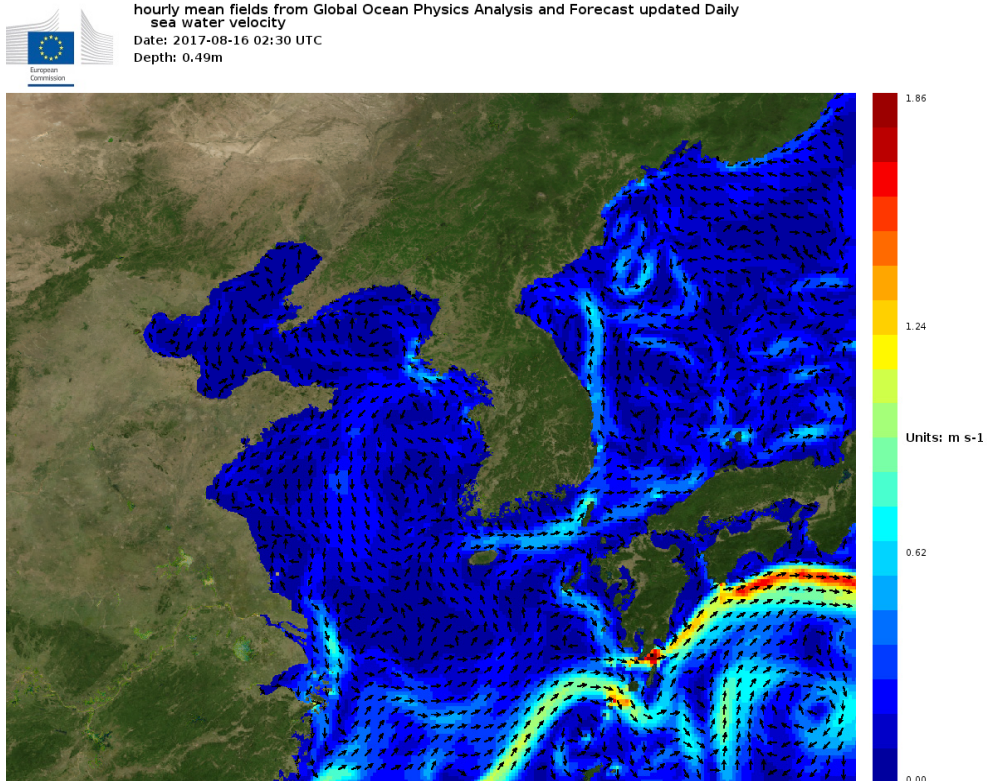 hourly mean fields from Global Ocean Physics Analysis and Forecast updated Daily
sea water velocity
Date: 2017-08-16 02:30 UTC
Depth: 0.49m
European
Commission
1.86
1.24
Units: m s-1
0.62
0.00